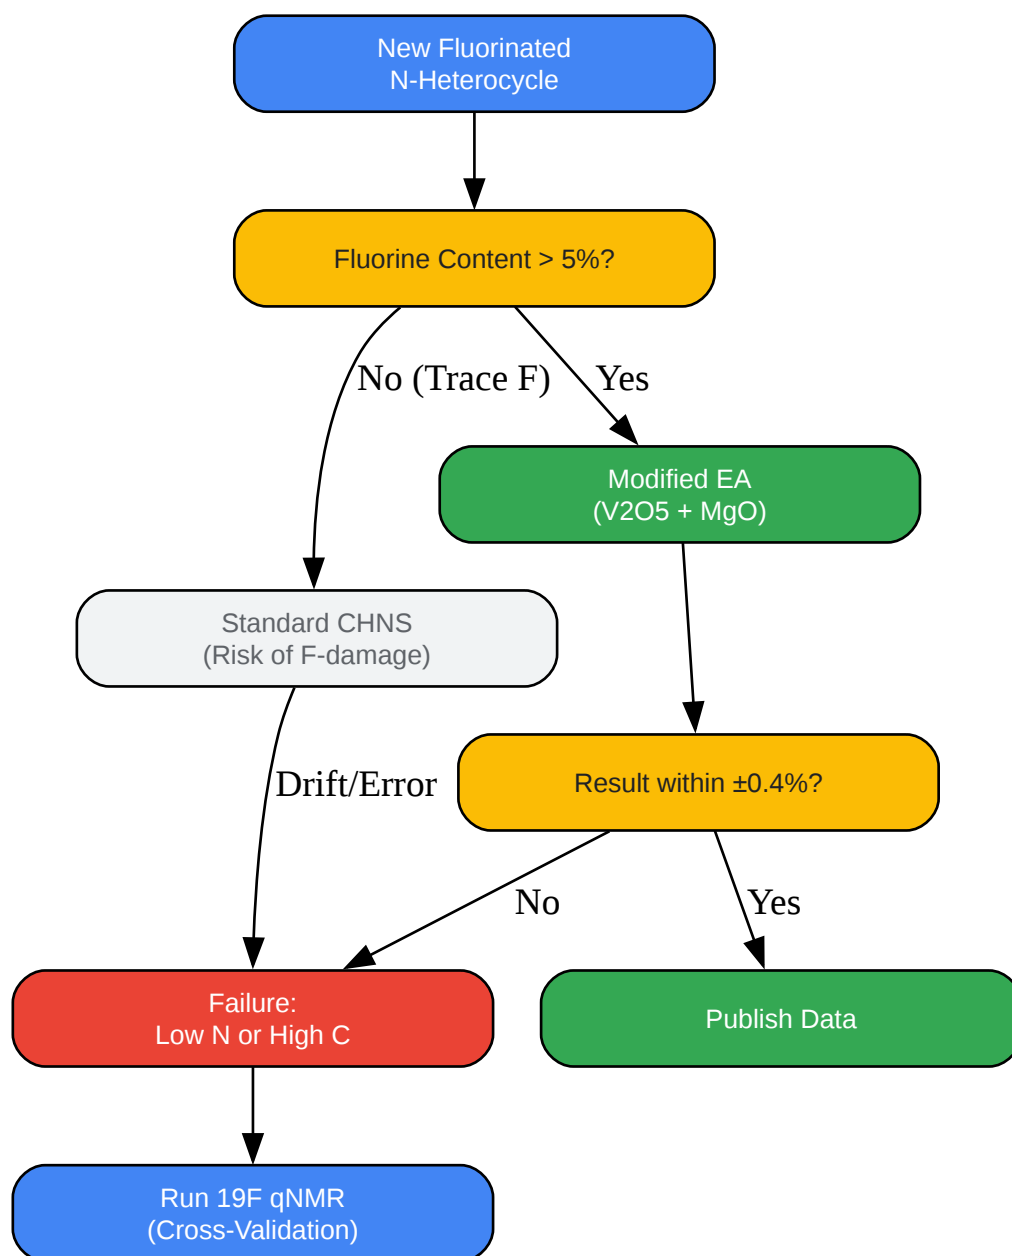 New Fluorinated
N-Heterocycle
Fluorine Content > 5%?
No (Trace F)
Yes
Modified EA
(V2O5 + MgO)
Standard CHNS
(Risk of F-damage)
Drift/Error
Result within ±0.4%?
No
Yes
Failure:
Low N or High C
Publish Data
Run 19F qNMR
(Cross-Validation)